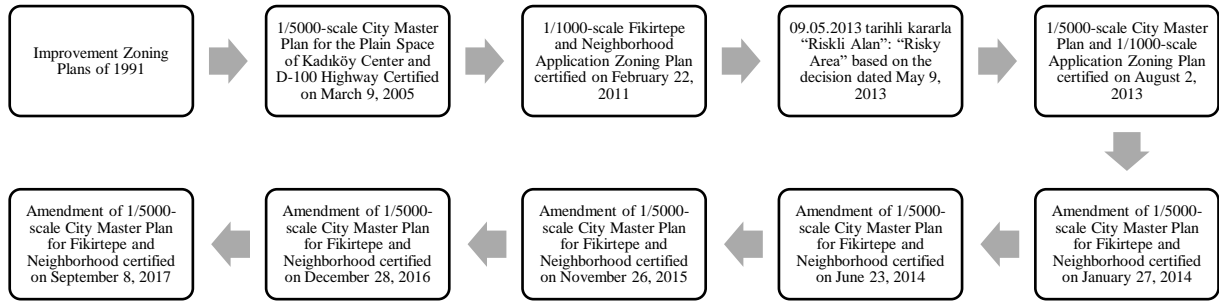 Improvement Zoning
Plans of 1991
1/5000-scale City Master
Plan for the Plain Space
of Kadıköy Center and
D-100 Highway Certified
on March 9, 2005
1/1000-scale Fikirtepe
and Neighborhood
Application Zoning Plan
certified on February 22,
2011
09.05.2013 tarihli kararla
“Riskli Alan”: “Risky
Area” based on the
decision dated May 9,
2013
1/5000-scale City Master
Plan and 1/1000-scale
Application Zoning Plan
certified on August 2,
2013
Amendment of 1/5000-
scale City Master Plan
for Fikirtepe and
Neighborhood certified
on January 27, 2014
Amendment of 1/5000-
scale City Master Plan
for Fikirtepe and
Neighborhood certified
on June 23, 2014
Amendment of 1/5000-
scale City Master Plan
for Fikirtepe and
Neighborhood certified
on November 26, 2015
Amendment of 1/5000-
scale City Master Plan
for Fikirtepe and
Neighborhood certified
on December 28, 2016
Amendment of 1/5000-
scale City Master Plan
for Fikirtepe and
Neighborhood certified
on September 8, 2017